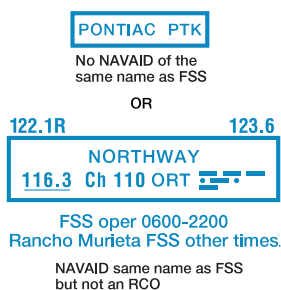 PONTIAC PTK
No NAVAID of the
same name as FSS
OR
122.1R 123.6
NORTHWAY
116.3 Ch 110 ORT
FSS oper 0600-2200
Rancho Murieta FSS other times.
NAVAID same name as FSS
but not an RCO